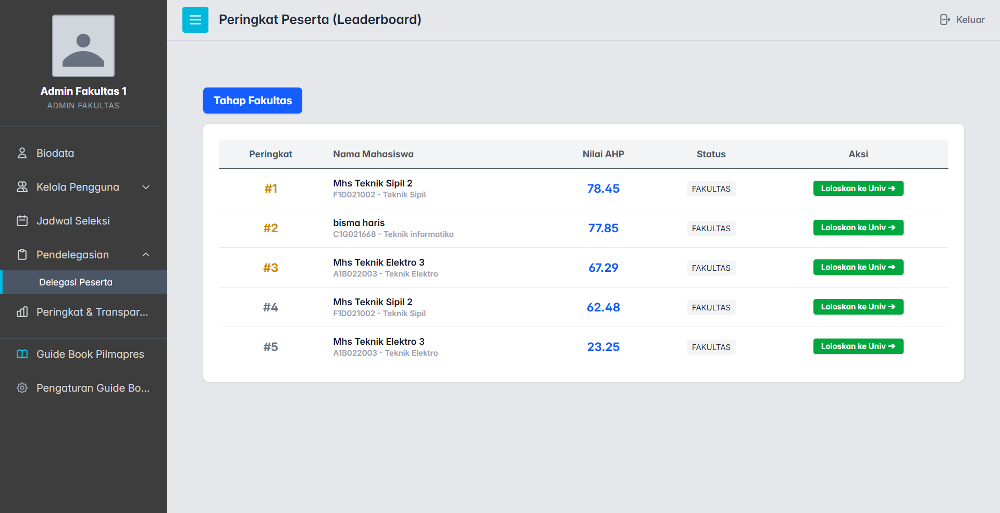 Admin Fakultas 1
ADMIN FAKULTAS
Biodata
Kelola Pengguna
Jadwal Seleksi
Pendelegasian
Delegasi Peserta
Peringkat & Transpar...
Guide Book Pilmapres
Pengaturan Guide Bo...
Peringkat Peserta (Leaderboard)
Keluar
Tahap Fakultas
Peringkat Nama Mahasiswa Nilai AHP Status Aksi
#1 Mhs Teknik Sipil 2 78.45 FAKULTAS Loloskan ke Univ ➔
F1D021002 - Teknik Sipil
#2 bisma haris 77.85 FAKULTAS Loloskan ke Univ ➔
C1G021668 - Teknik informatika
#3 Mhs Teknik Elektro 3 67.29 FAKULTAS Loloskan ke Univ ➔
A1B022003 - Teknik Elektro
#4 Mhs Teknik Sipil 2 62.48 FAKULTAS Loloskan ke Univ ➔
F1D021002 - Teknik Sipil
#5 Mhs Teknik Elektro 3 23.25 FAKULTAS Loloskan ke Univ ➔
A1B022003 - Teknik Elektro